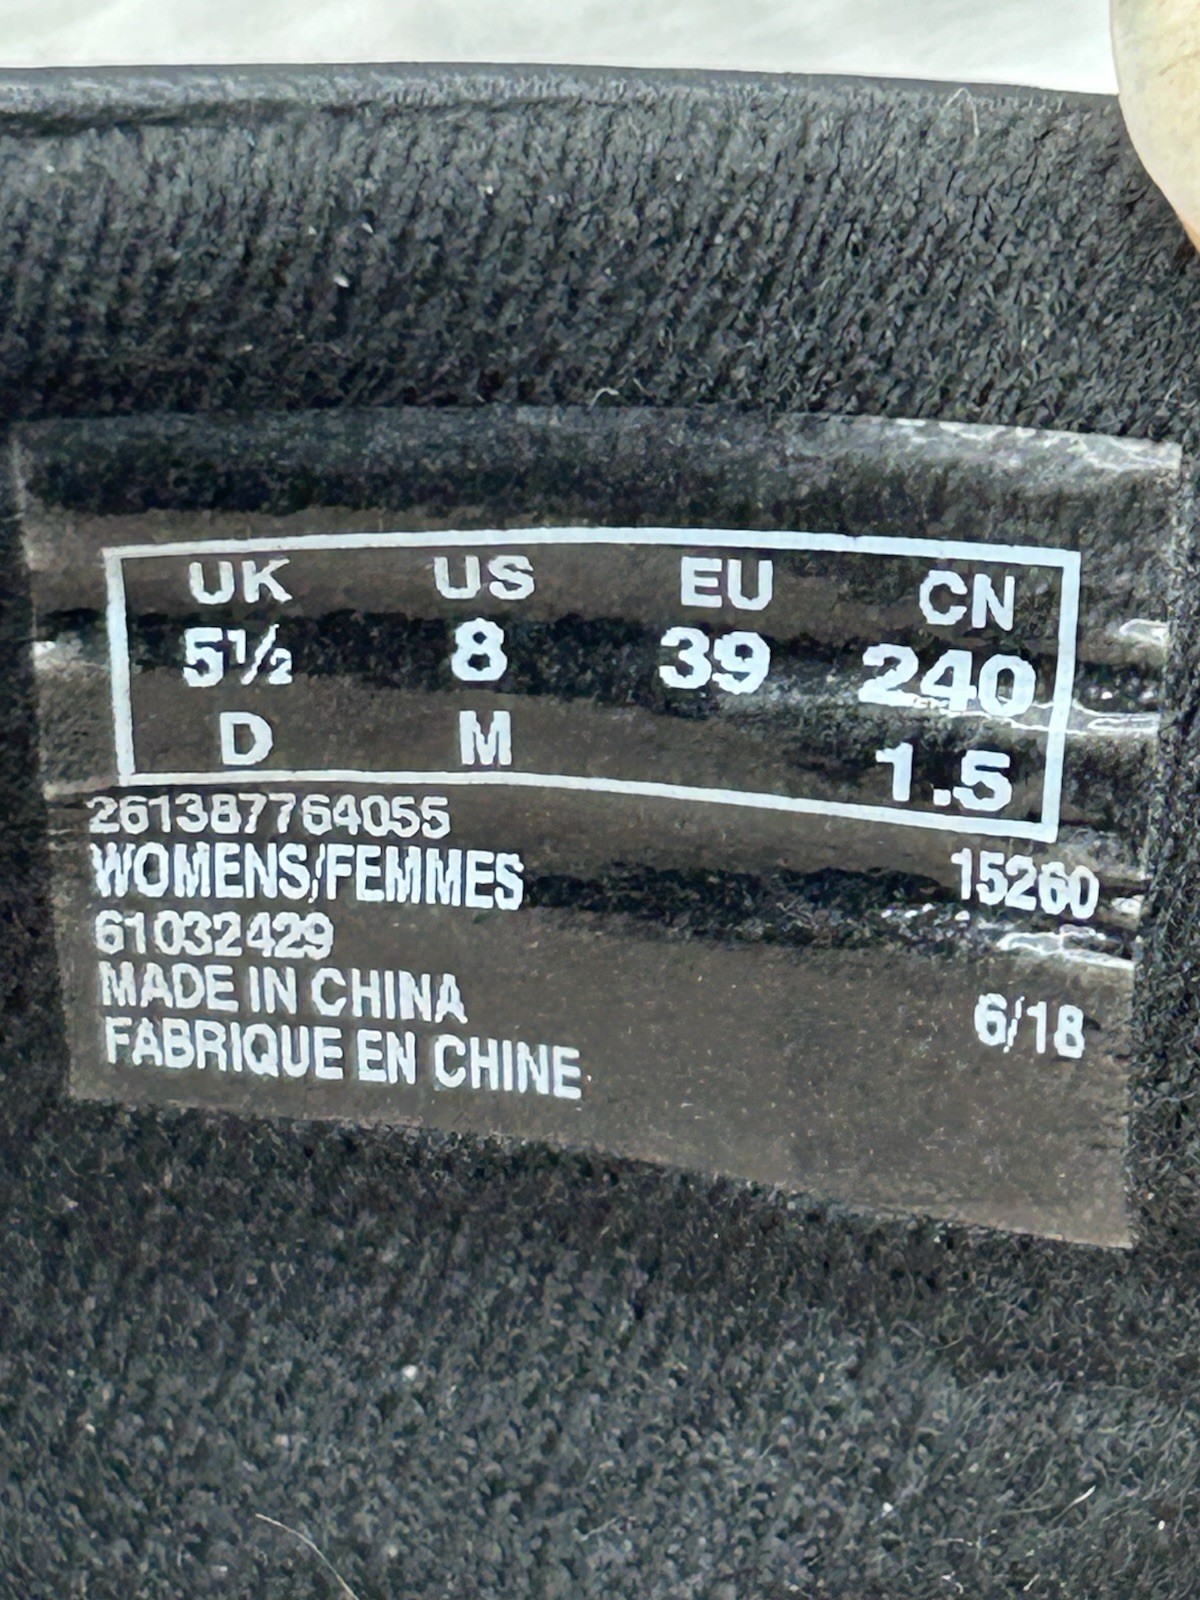 UK US EU CN
5½ 8 39 240
D M 1.5
261387764055
WOMENS/FEMMES 15260
61032429
MADE IN CHINA 6/18
FABRIQUE EN CHINE